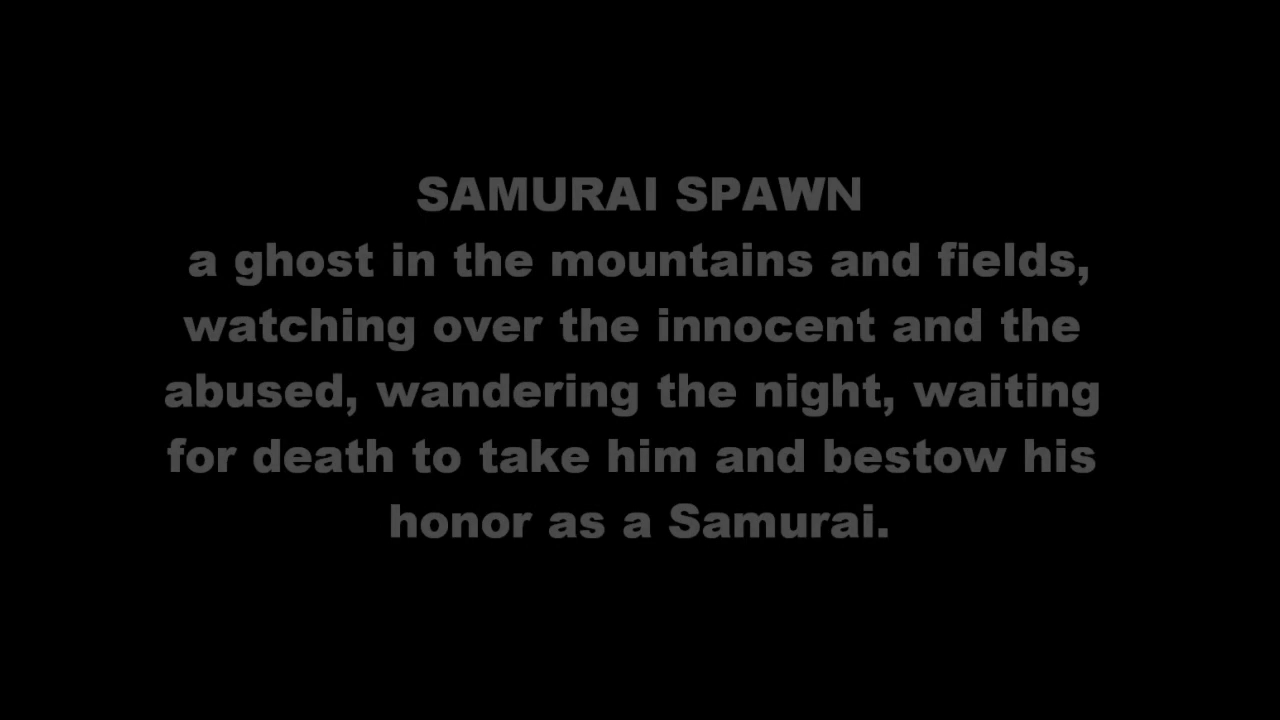 SAMURAI SPAWN
a ghost in the mountains and fields,
watching over the innocent and the
abused, wandering the night, waiting
for death to take him and bestow his
honor as a Samurai.